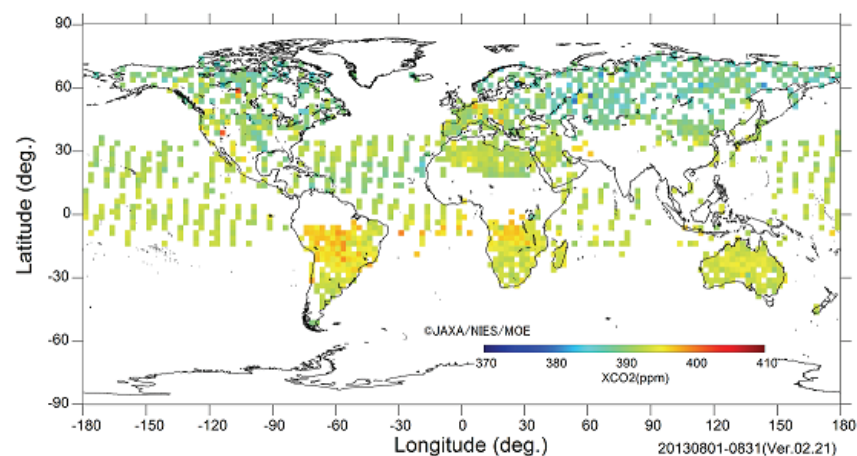 90
60
30
0
-30
-60
-90
Latitude (deg.)
©JAXA/NIES/MOE
370 380 390 400 410
XCO2(ppm)
-180 -150 -120 -90 -60 -30 0 30 60 90 120 150 180
Longitude (deg.)
20130801-0831(Ver.02.21)